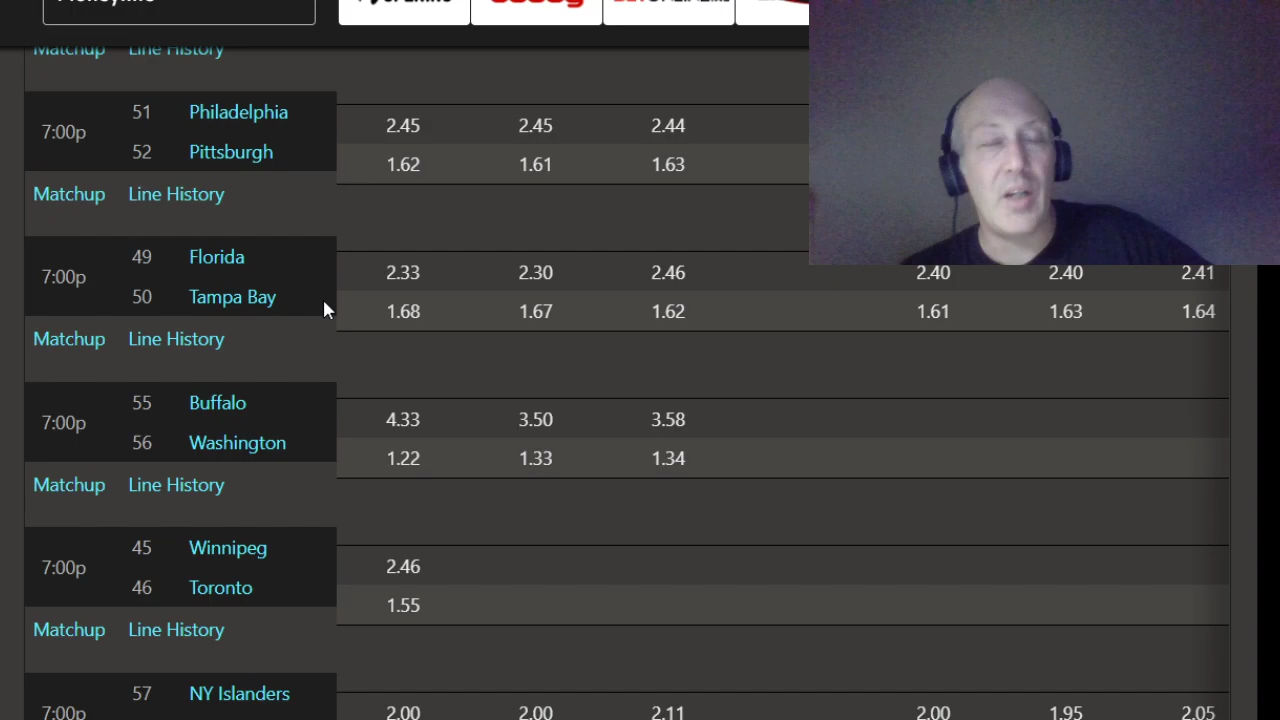 Matchup Line History
7:00p 51 Philadelphia 2.45 2.45 2.44
52 Pittsburgh 1.62 1.61 1.63
Matchup Line History
7:00p 49 Florida 2.33 2.30 2.46 2.40 2.40 2.41
50 Tampa Bay 1.68 1.67 1.62 1.61 1.63 1.64
Matchup Line History
7:00p 55 Buffalo 4.33 3.50 3.58
56 Washington 1.22 1.33 1.34
Matchup Line History
7:00p 45 Winnipeg 2.46
46 Toronto 1.55
Matchup Line History
57 NY Islanders
7:00p 2.00 2.00 2.11 2.00 1.95 2.05